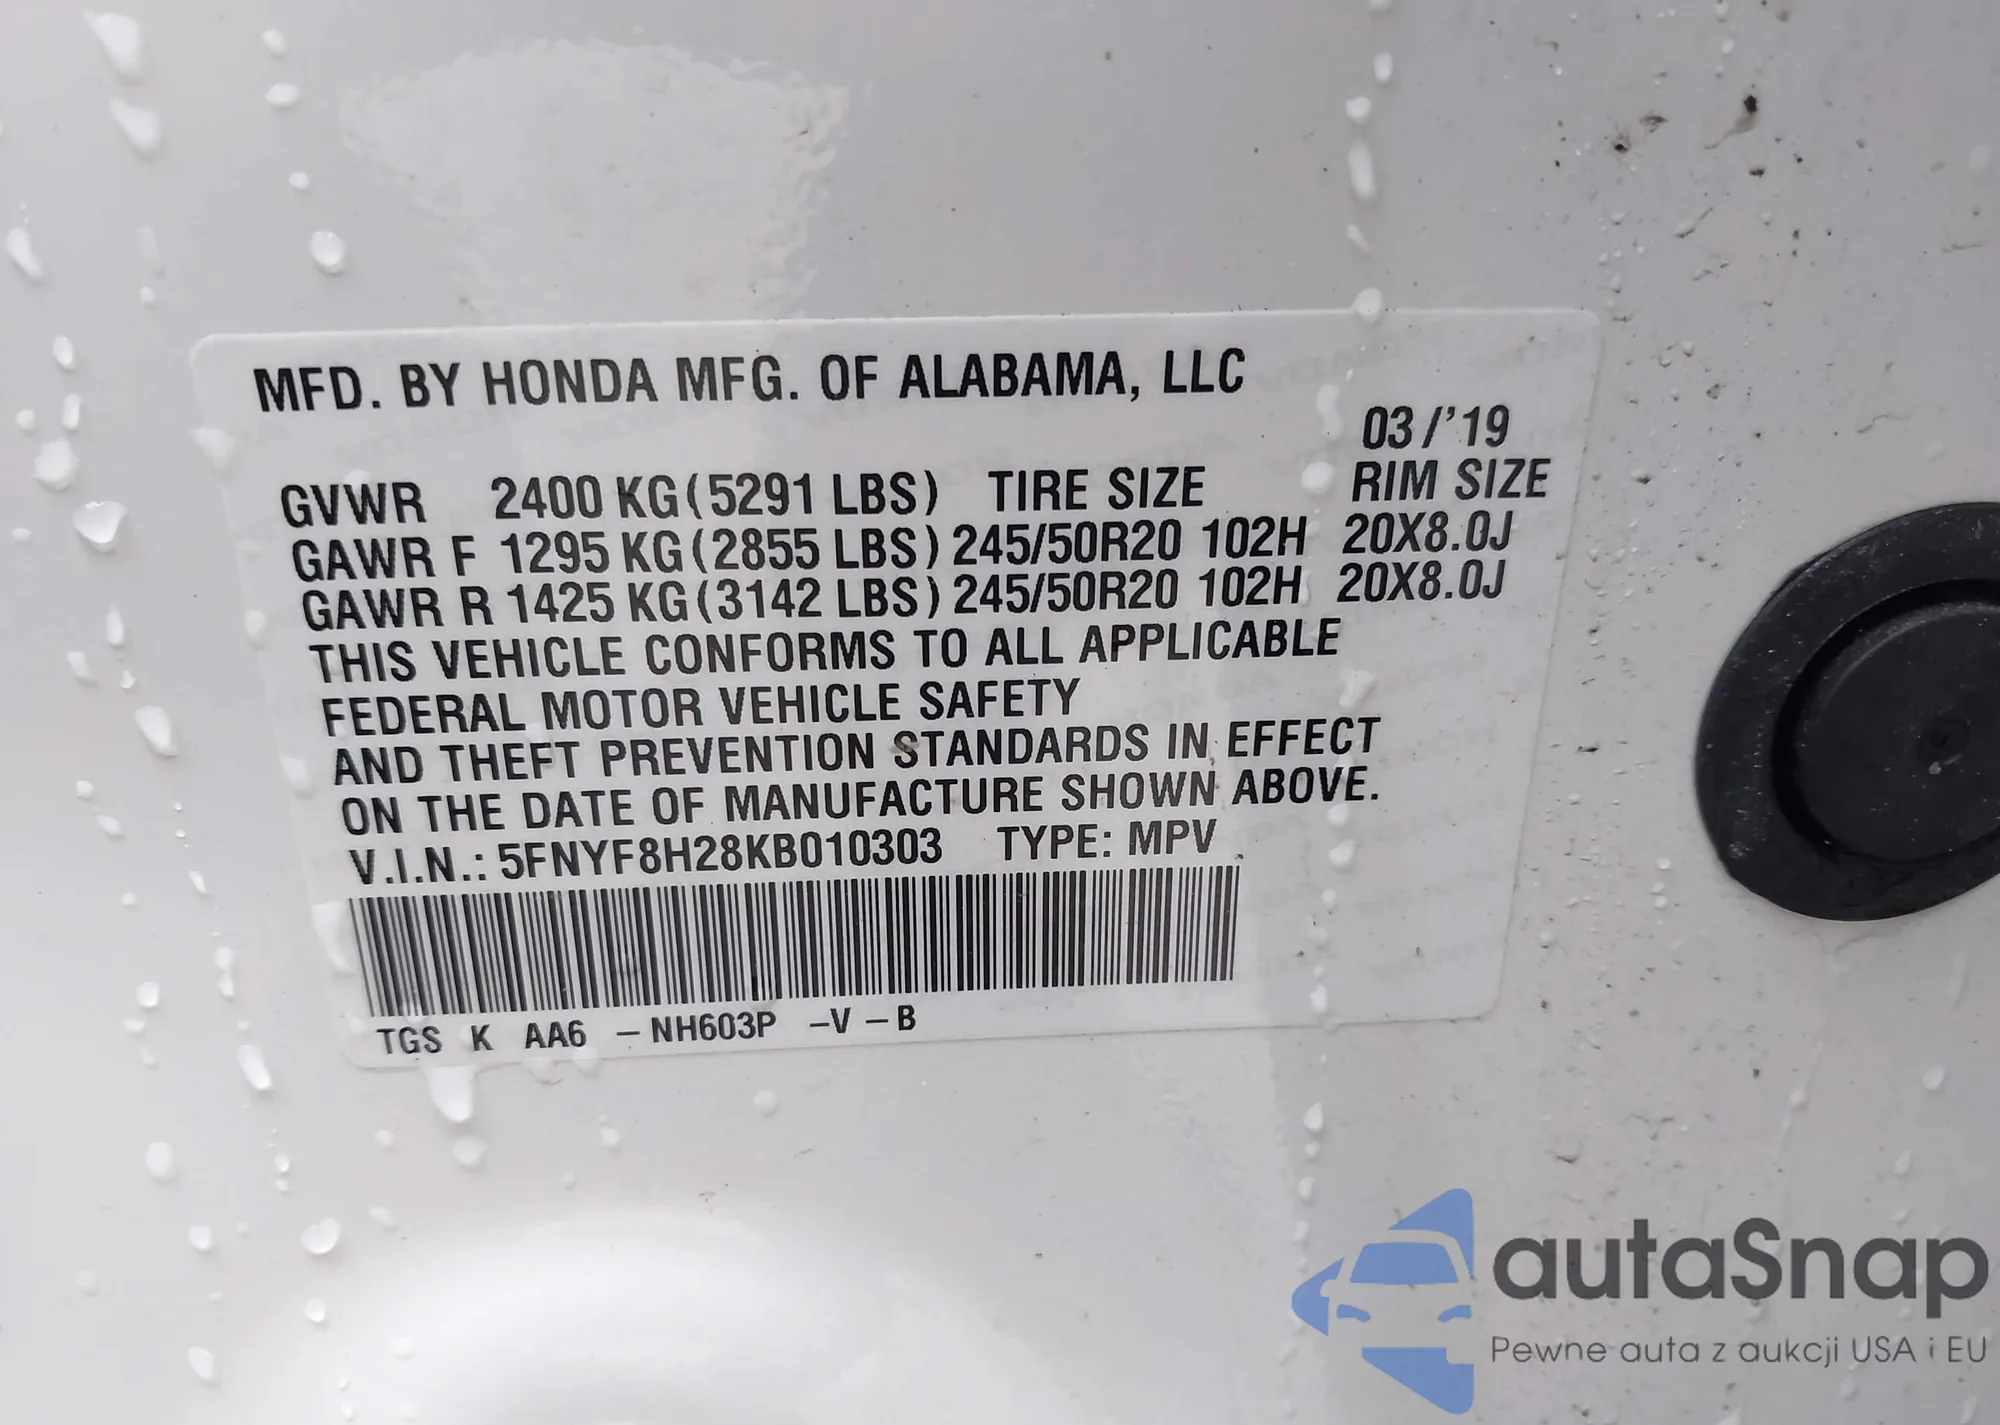 MFD. BY HONDA MFG. OF ALABAMA, LLC
03/'19
GVWR 2400 KG(5291 LBS) TIRE SIZE RIM SIZE
GAWR F 1295 KG(2855 LBS) 245/50R20 102H 20X8.0J
GAWR R 1425 KG(3142 LBS) 245/50R20 102H 20X8.0J
THIS VEHICLE CONFORMS TO ALL APPLICABLE
FEDERAL MOTOR VEHICLE SAFETY
AND THEFT PREVENTION STANDARDS IN EFFECT
ON THE DATE OF MANUFACTURE SHOWN ABOVE.
V.I.N.: 5FNYF8H28KB010303 TYPE: MPV
TGS K AA6 – NH603P –V – B
autaSnap
Pewne auta z aukcji USA i EU